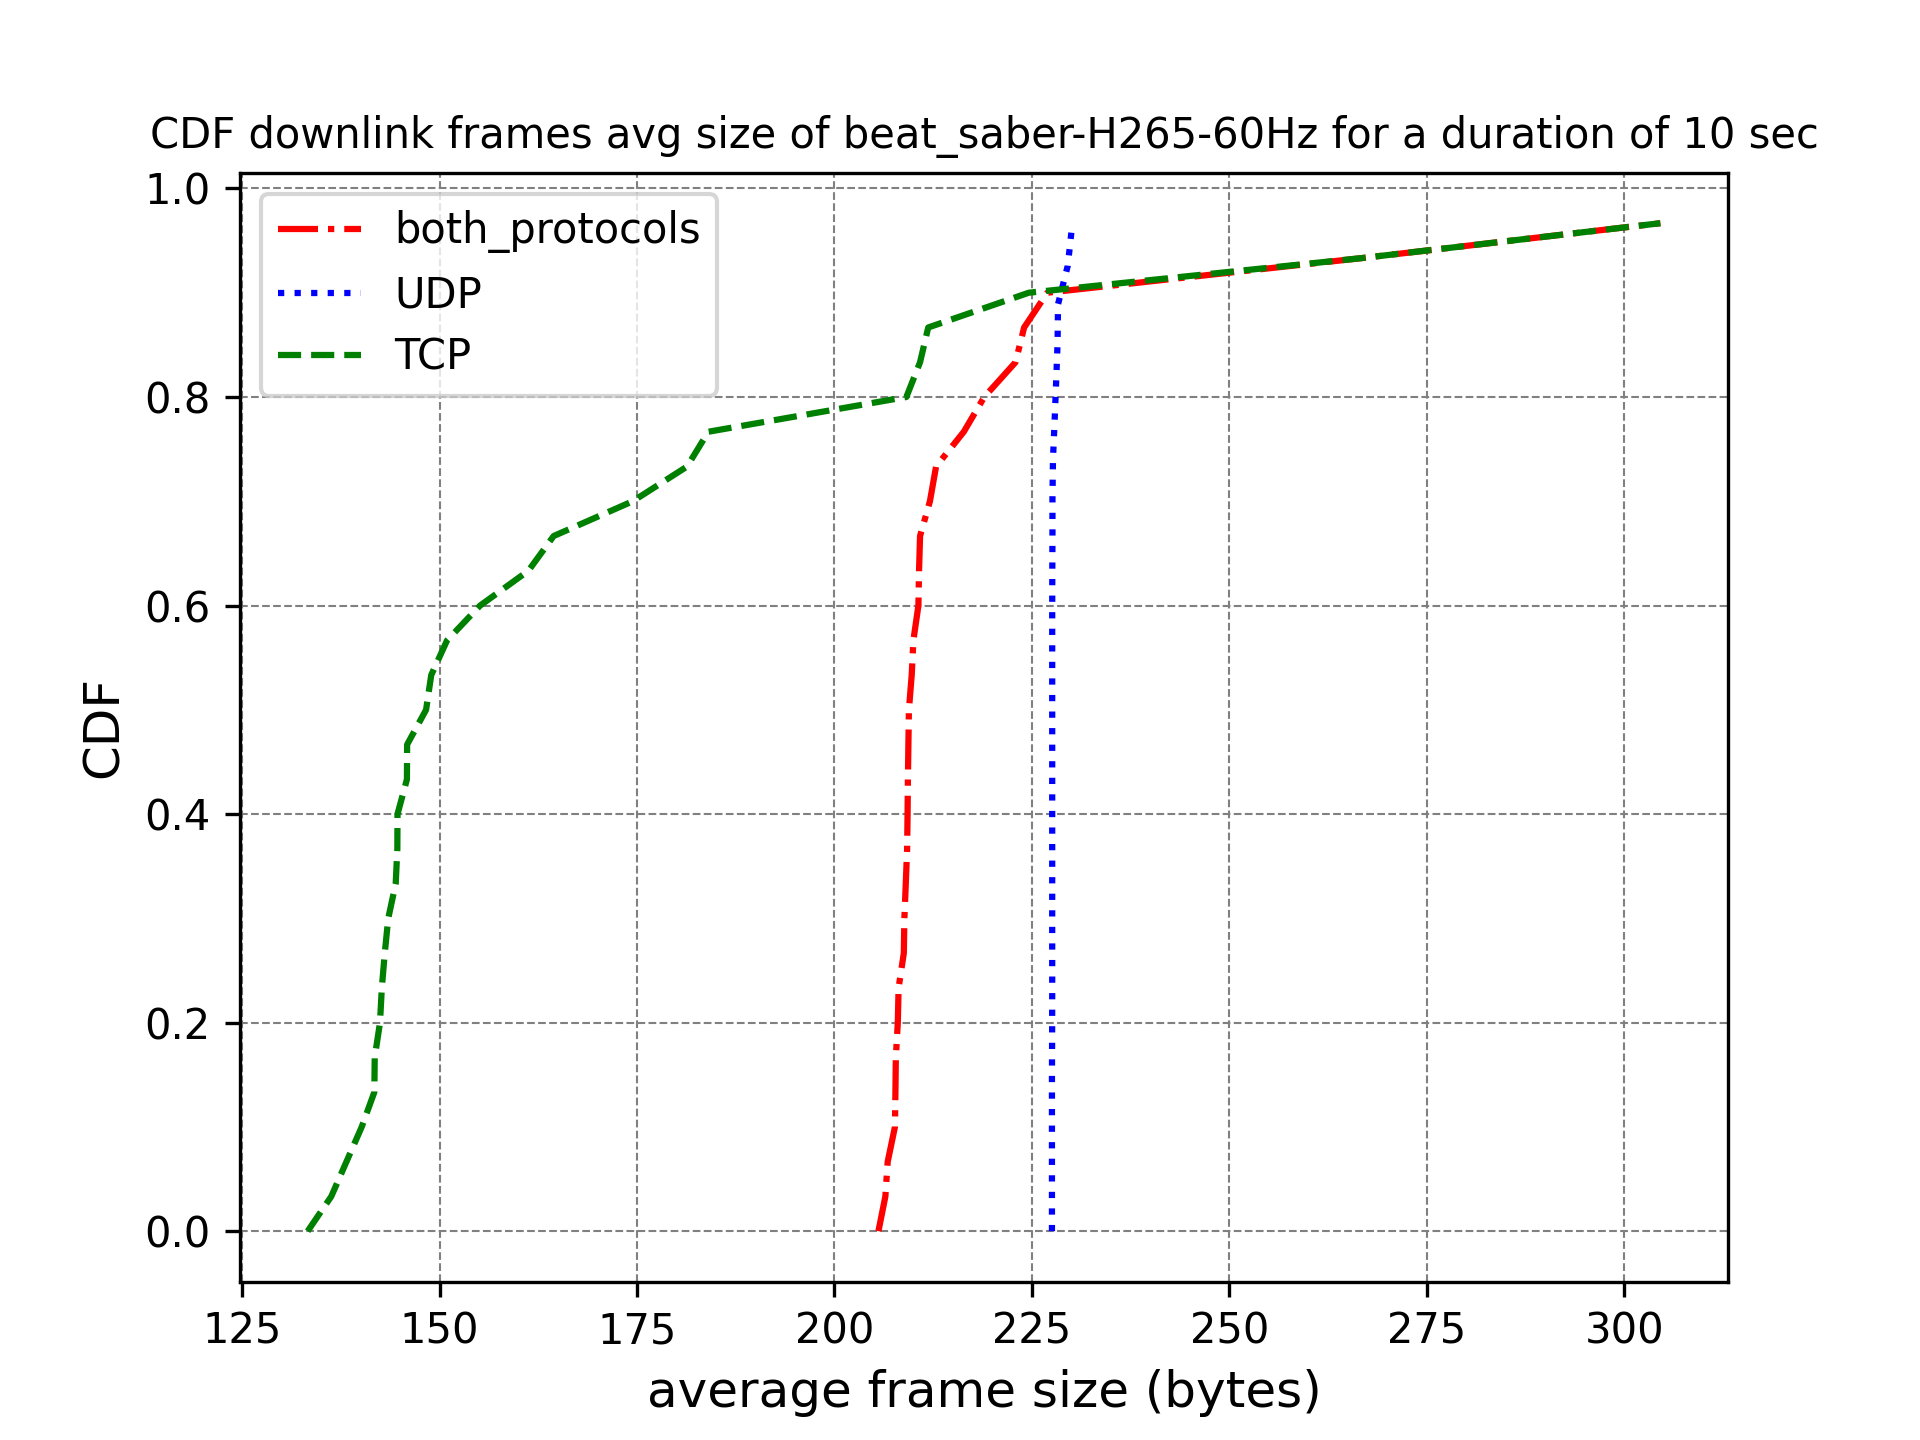 CDF downlink frames avg size of beat_saber-H265-60Hz for a duration of 10 sec
both_protocols
UDP
TCP
1.0
0.8
0.6
0.4
0.2
0.0
CDF
125 150 175 200 225 250 275 300
average frame size (bytes)